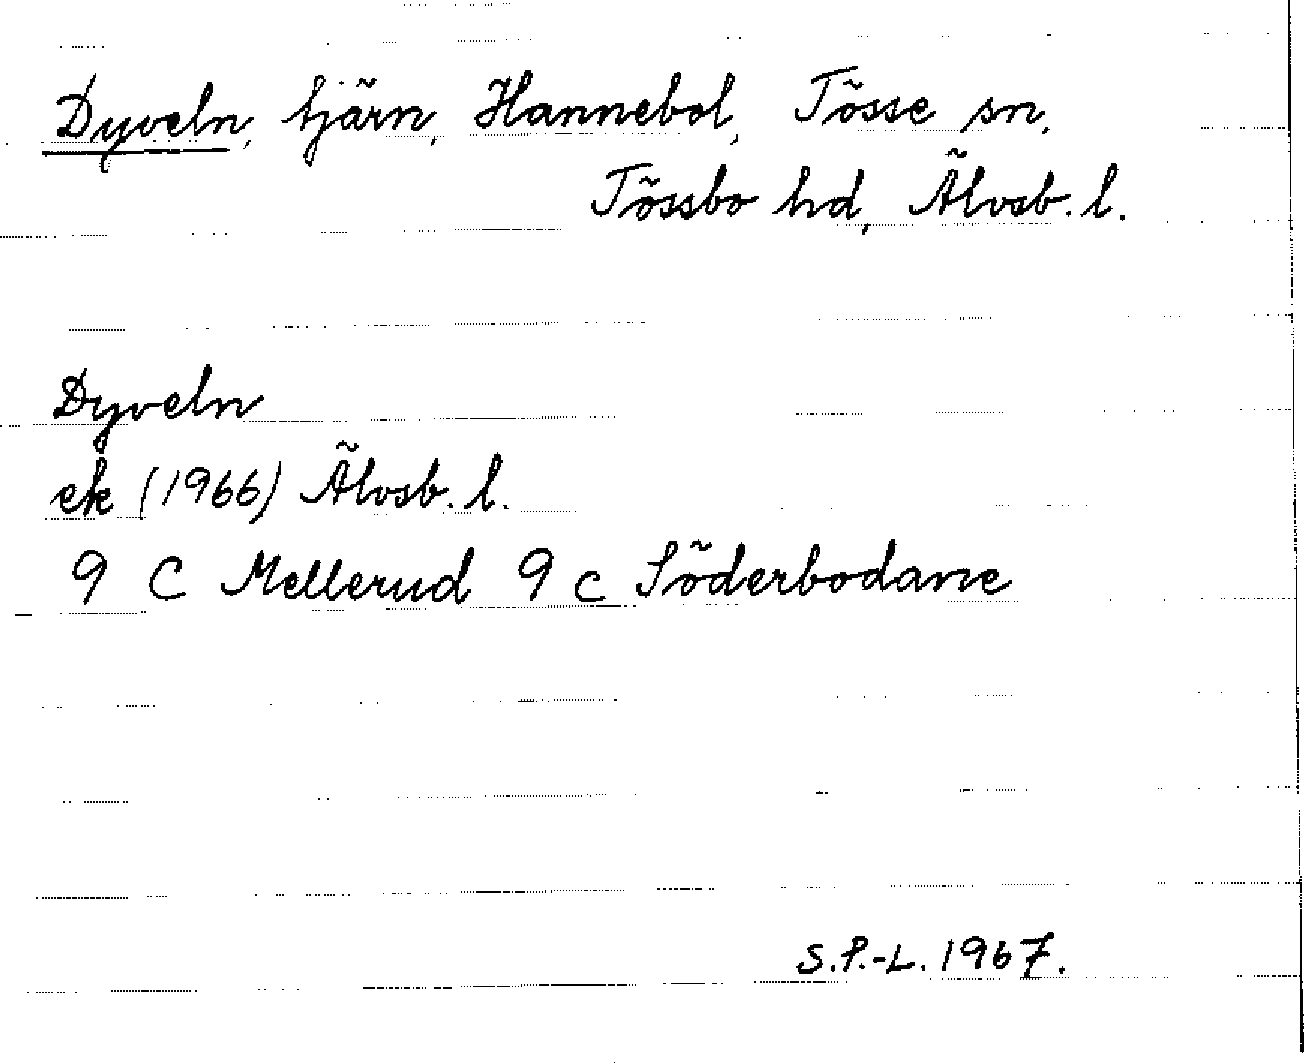 Dyveln, tjärn, Hannebol, Tösse sn,
Tössbo hd, Älvsb. l.
Dyveln
ek (1966) Älvsb. l.
9 C Mellerud 9 c Söderbodane
S.P.-L. 1967.